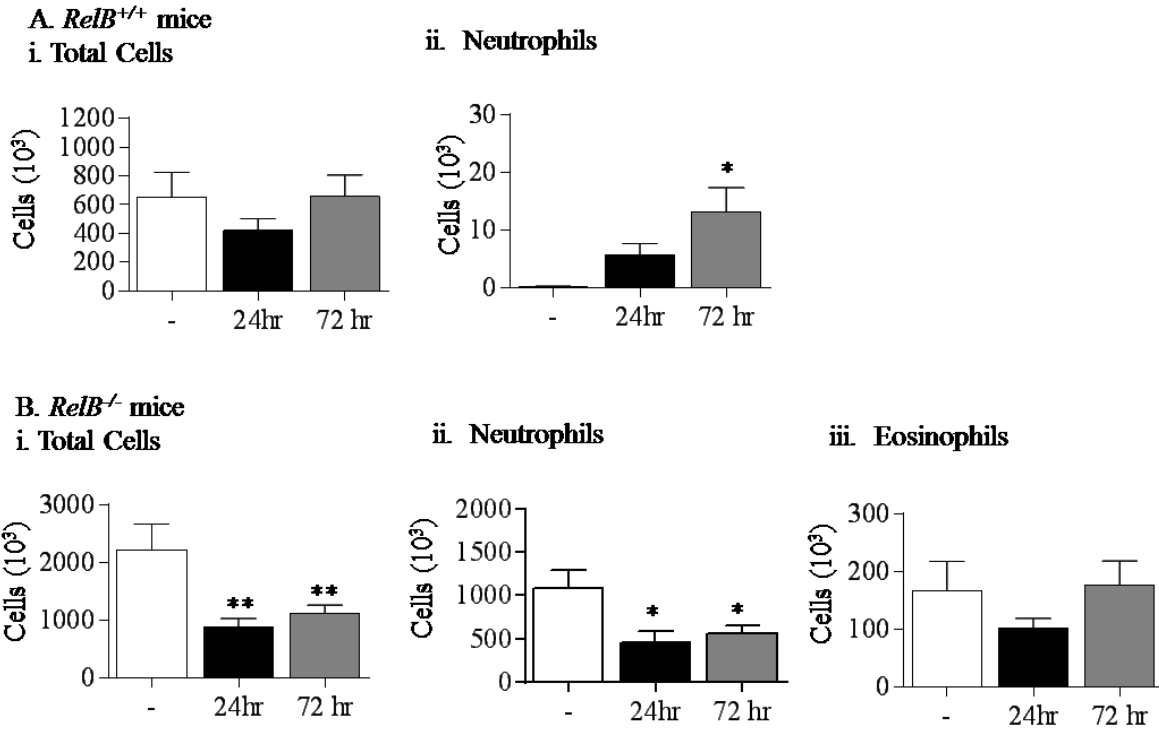 A. RelB+/+ mice
i. Total Cells
ii. Neutrophils
Cells (10³)
1200
1000
800
600
400
200
0
- 24hr 72 hr
Cells (10³)
30
20
10
0
*
- 24hr 72 hr
B. RelB-/- mice
i. Total Cells
ii. Neutrophils
iii. Eosinophils
Cells (10³)
3000
2000
1000
0
** **
- 24hr 72 hr
Cells (10³)
2000
1500
1000
500
0
* *
- 24hr 72 hr
Cells (10³)
300
200
100
0
- 24hr 72 hr